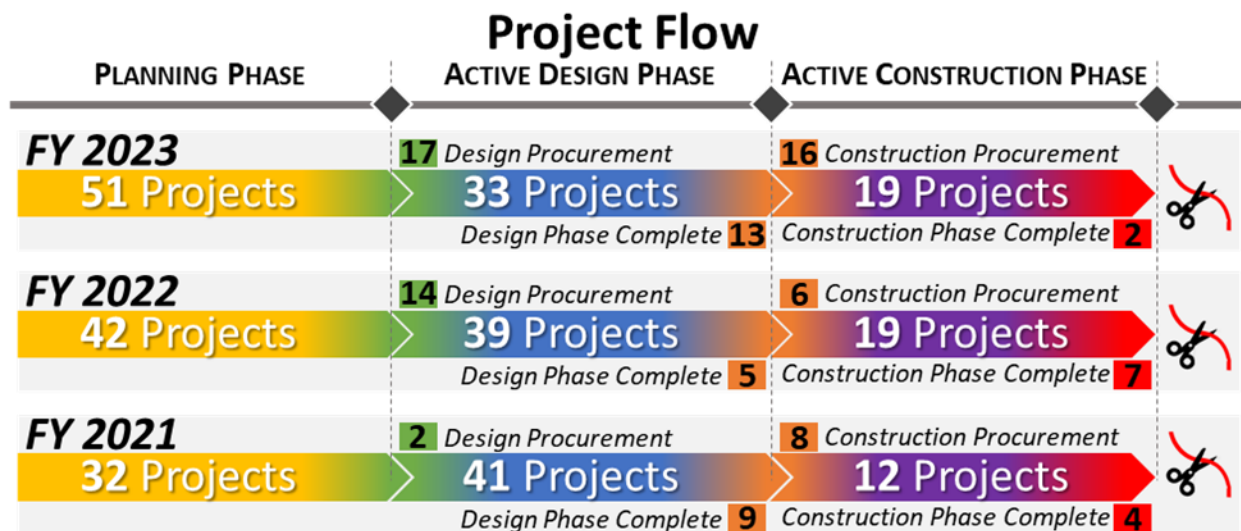 Project Flow
PLANNING PHASE ACTIVE DESIGN PHASE ACTIVE CONSTRUCTION PHASE
FY 2023 17 Design Procurement 16 Construction Procurement
51 Projects 33 Projects 19 Projects
Design Phase Complete 13 Construction Phase Complete 2
FY 2022 14 Design Procurement 6 Construction Procurement
42 Projects 39 Projects 19 Projects
Design Phase Complete 5 Construction Phase Complete 7
FY 2021 2 Design Procurement 8 Construction Procurement
32 Projects 41 Projects 12 Projects
Design Phase Complete 9 Construction Phase Complete 4